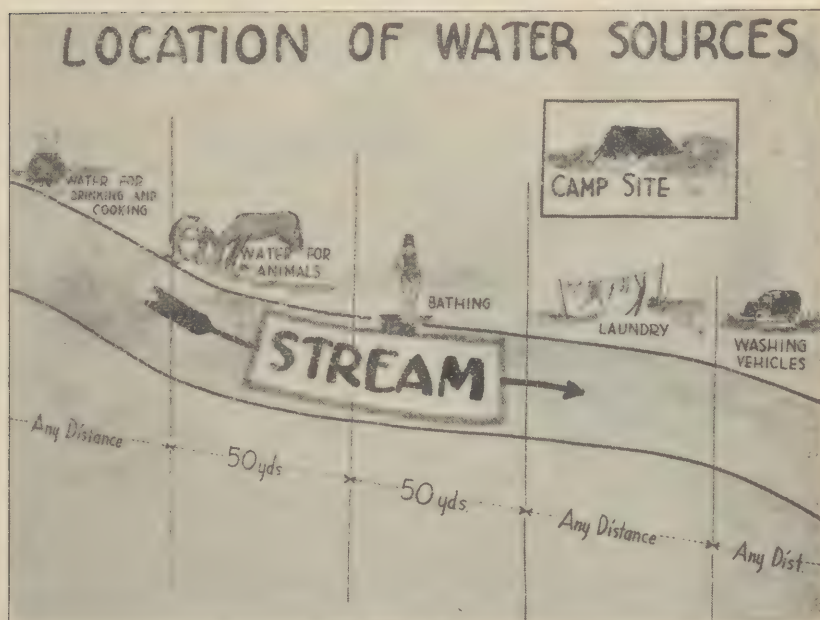 LOCATION OF WATER SOURCES
CAMP SITE
WATER FOR
DRINKING AND
COOKING
WATER FOR
ANIMALS
BATHING
LAUNDRY
WASHING
VEHICLES
STREAM
Any Distance
50 yds
50 yds.
Any Distance
Any Dist.